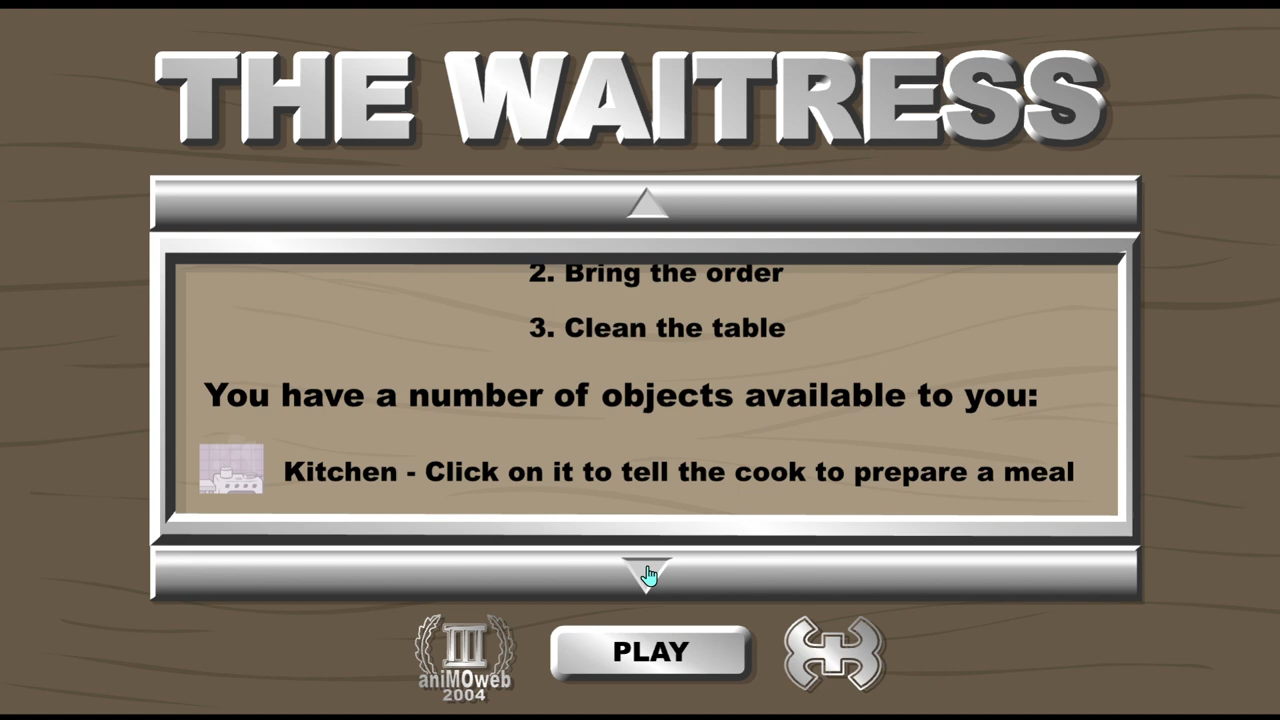 THE WAITRESS
2. Bring the order
3. Clean the table
You have a number of objects available to you:
Kitchen - Click on it to tell the cook to prepare a meal
PLAY
aniMOweb
2004